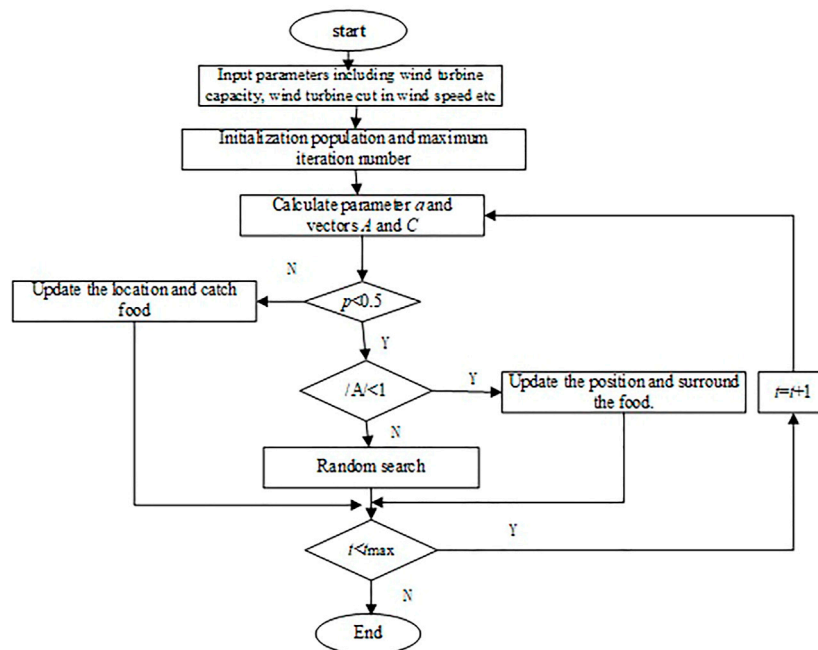 start
Input parameters including wind turbine
capacity, wind turbine cut in wind speed etc
Initialization population and maximum
iteration number
Calculate parameter a and
vectors A and C
N
Update the location and catch
food
p<0.5
Y
/A/<1
Y
Update the position and surround
the food.
t=t+1
N
Random search
t<tmax
Y
N
End